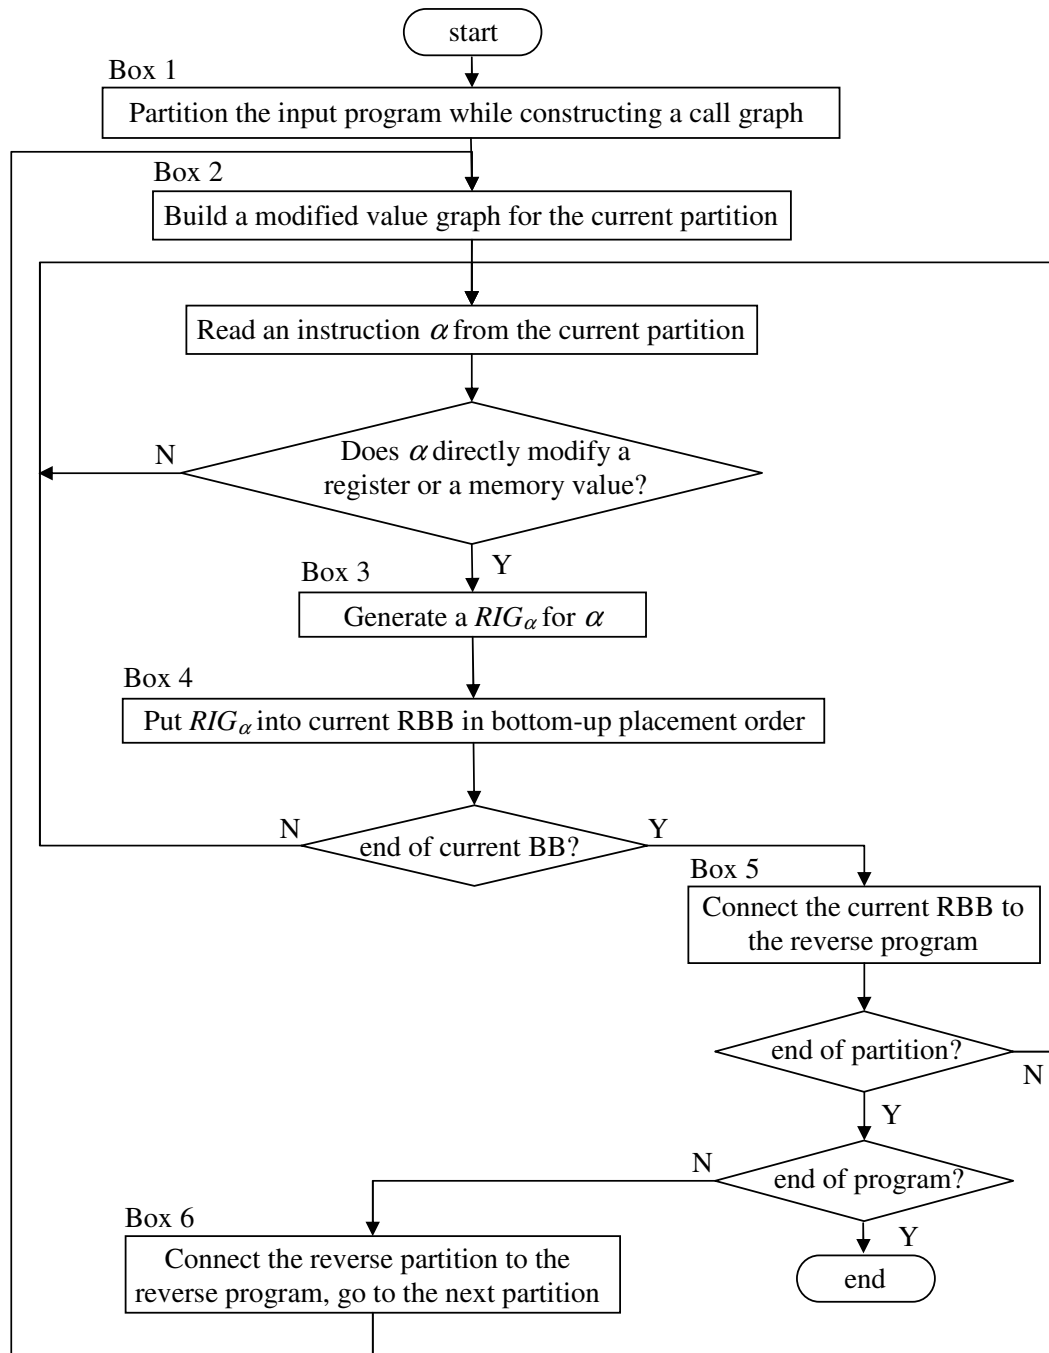 start
Box 1
Partition the input program while constructing a call graph
Box 2
Build a modified value graph for the current partition
Read an instruction α from the current partition
Does α directly modify a
register or a memory value?
N
Y
Box 3
Generate a RIGα for α
Box 4
Put RIGα into current RBB in bottom-up placement order
N
end of current BB?
Y
Box 5
Connect the current RBB to
the reverse program
end of partition?
N
Y
N
end of program?
Y
Box 6
Connect the reverse partition to the
reverse program, go to the next partition
end